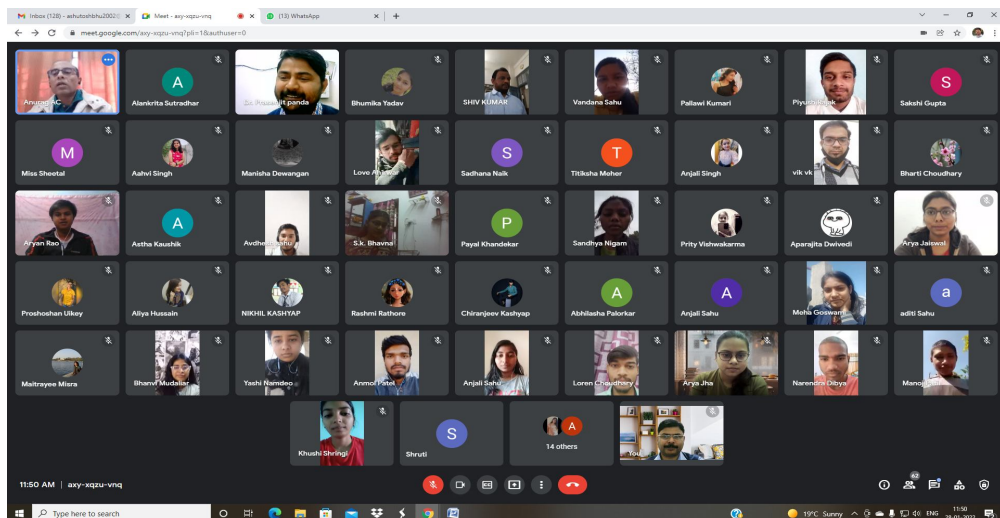 Inbox (128) - ashutoshbhu2002@
Meet - axy-xqzu-vnq
(13) WhatsApp
meet.google.com/axy-xqzu-vnq?pli=1&authuser=0
Anurag AC
A
Alankrita Sutradhar
panda
Bhumika Yadav
SHIV KUMAR
Vandana Sahu
Pallawi Kumari
S
Sakshi Gupta
M
Miss Sheetal
Aahvi Singh
Manisha Dewangan
Love
S
Sadhana Naik
T
Titiksha Meher
Anjali Singh
vik vk
Bharti Choudhary
Aryan Rao
A
Astha Kaushik
S.k. Bhavna
P
Payal Khandekar
Sandhya Nigam
Prity Vishwakarma
Aparajita Dwivedi
Arya Jaiswal
Proshoshan Uikey
Aliya Hussain
NIKHIL KASHYAP
Rashmi Rathore
Chiranjeev Kashyap
A
Abhilasha Palorkar
A
Anjali Sahu
Meha Goswami
a
aditi Sahu
Maitrayee Misra
Bhanvi Mudaliar
Yashi Namdeo
Anmol Patel
Anjali Sahu
Loren Choudhary
Arya Jha
Narendra Dibya
Manoj
Khushi Shringi
S
Shruti
A
14 others
You
11:50 AM | axy-xqzu-vnq
62
Type here to search
19°C Sunny
ENG
11:50
28-01-2022